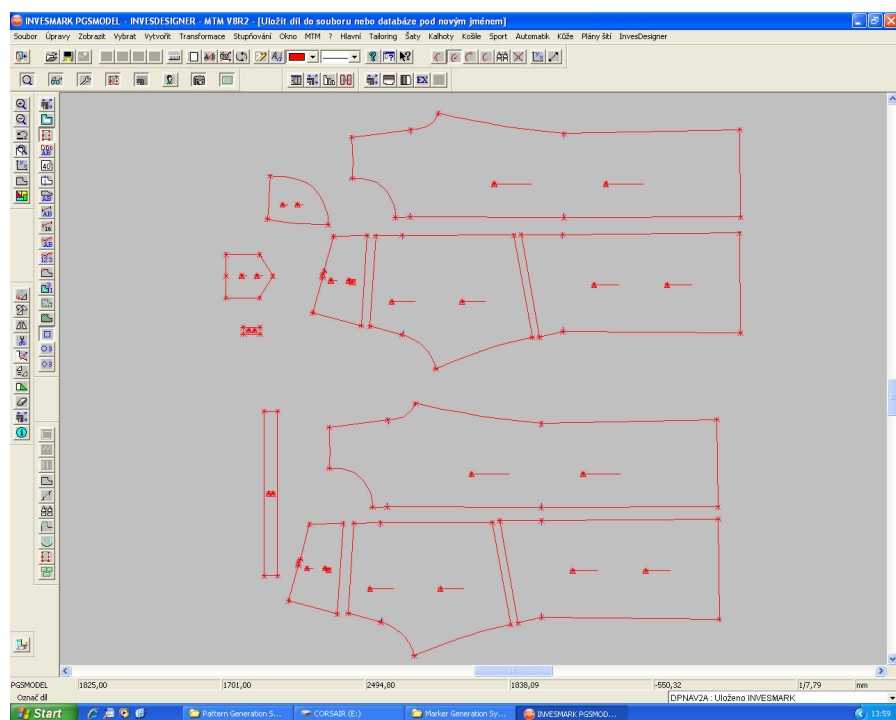 INVESMARK PGSMODEL - INVESDESIGNER - MTM V8R2 - [Uložit díl do souboru nebo databáze pod novým jménem]
Soubor Úpravy Zobrazit Vybrat Vytvořit Transformace Stupňování Okno MTM ? Hlavní Tailoring Šaty Kalhoty Košile Sport Automatik Kůže Plány šití InvesDesigner
PGSMODEL 1825,00 1701,00 2494,80 1838,09 -550,32 1/7,79 mm
Označ díl DPNAV2A : Uloženo INVESMARK
Start Pattern Generation S... CORSAIR (E:) Marker Generation Sy... INVESMARK PGSMOD... 13:59